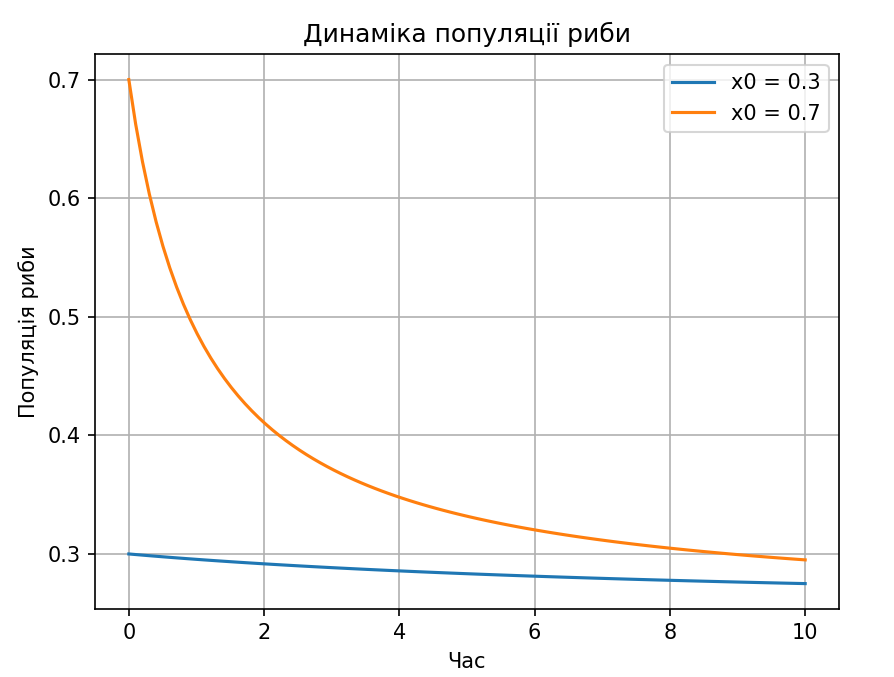 Динаміка популяції риби
x0 = 0.3
x0 = 0.7
Популяція риби
0.7
0.6
0.5
0.4
0.3
0 2 4 6 8 10
Час